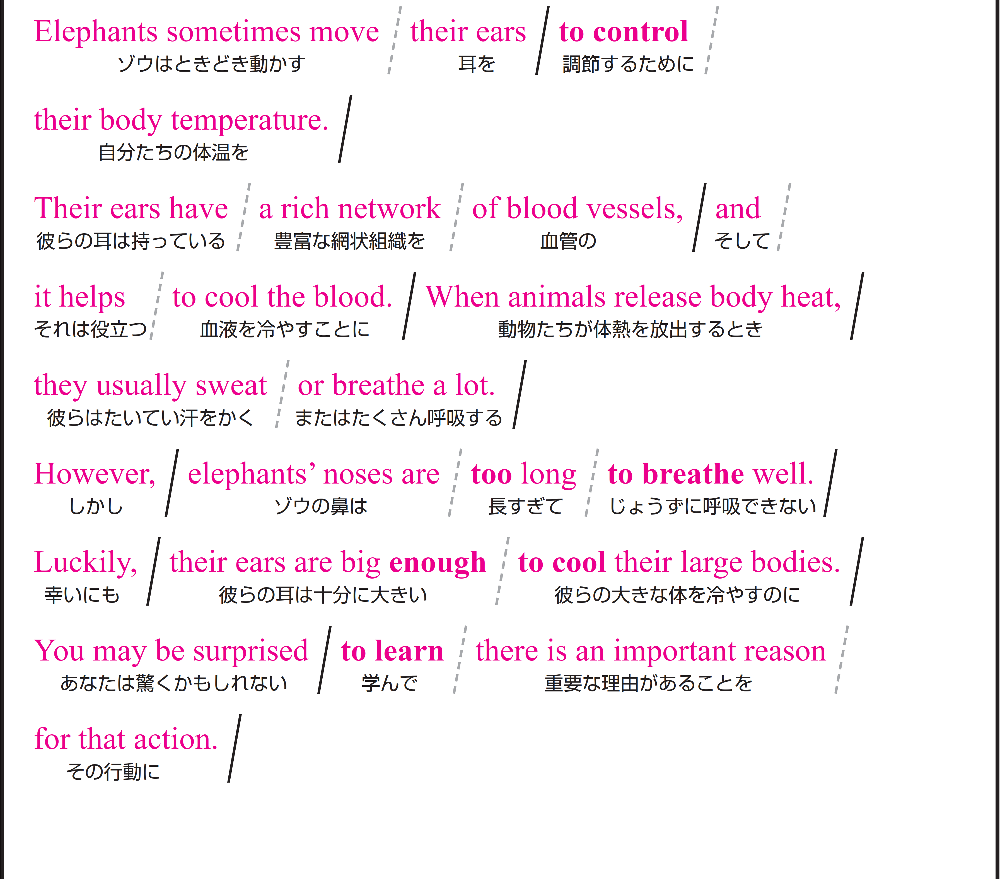 Elephants sometimes move / their ears / to control /
ゾウはときどき動かす 耳を 調節するために
their body temperature. /
自分たちの体温を
Their ears have / a rich network / of blood vessels, / and /
彼らの耳は持っている 豊富な網状組織を 血管の そして
it helps / to cool the blood. / When animals release body heat, /
それは役立つ 血液を冷やすことに 動物たちが体熱を放出するとき
they usually sweat / or breathe a lot. /
彼らはたいてい汗をかく またはたくさん呼吸する
However, / elephants’ noses are / too long / to breathe well. /
しかし ゾウの鼻は 長すぎて じょうずに呼吸できない
Luckily, / their ears are big enough / to cool their large bodies. /
幸いにも 彼らの耳は十分に大きい 彼らの大きな体を冷やすのに
You may be surprised / to learn / there is an important reason /
あなたは驚くかもしれない 学んで 重要な理由があることを
for that action. /
その行動に